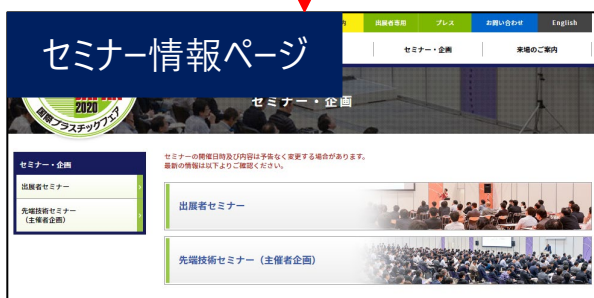 セミナー情報ページ
内
出展者専用
プレス
お問い合わせ
English
セミナー・企画
来場のご案内
2020
国際プラスチックフェア
セミナー・企画
セミナー・企画
出展者セミナー
先端技術セミナー
(主催者企画)
セミナーの開催日時及び内容は予告なく変更する場合があります。
最新の情報は以下よりご確認ください。
出展者セミナー
先端技術セミナー(主催者企画)